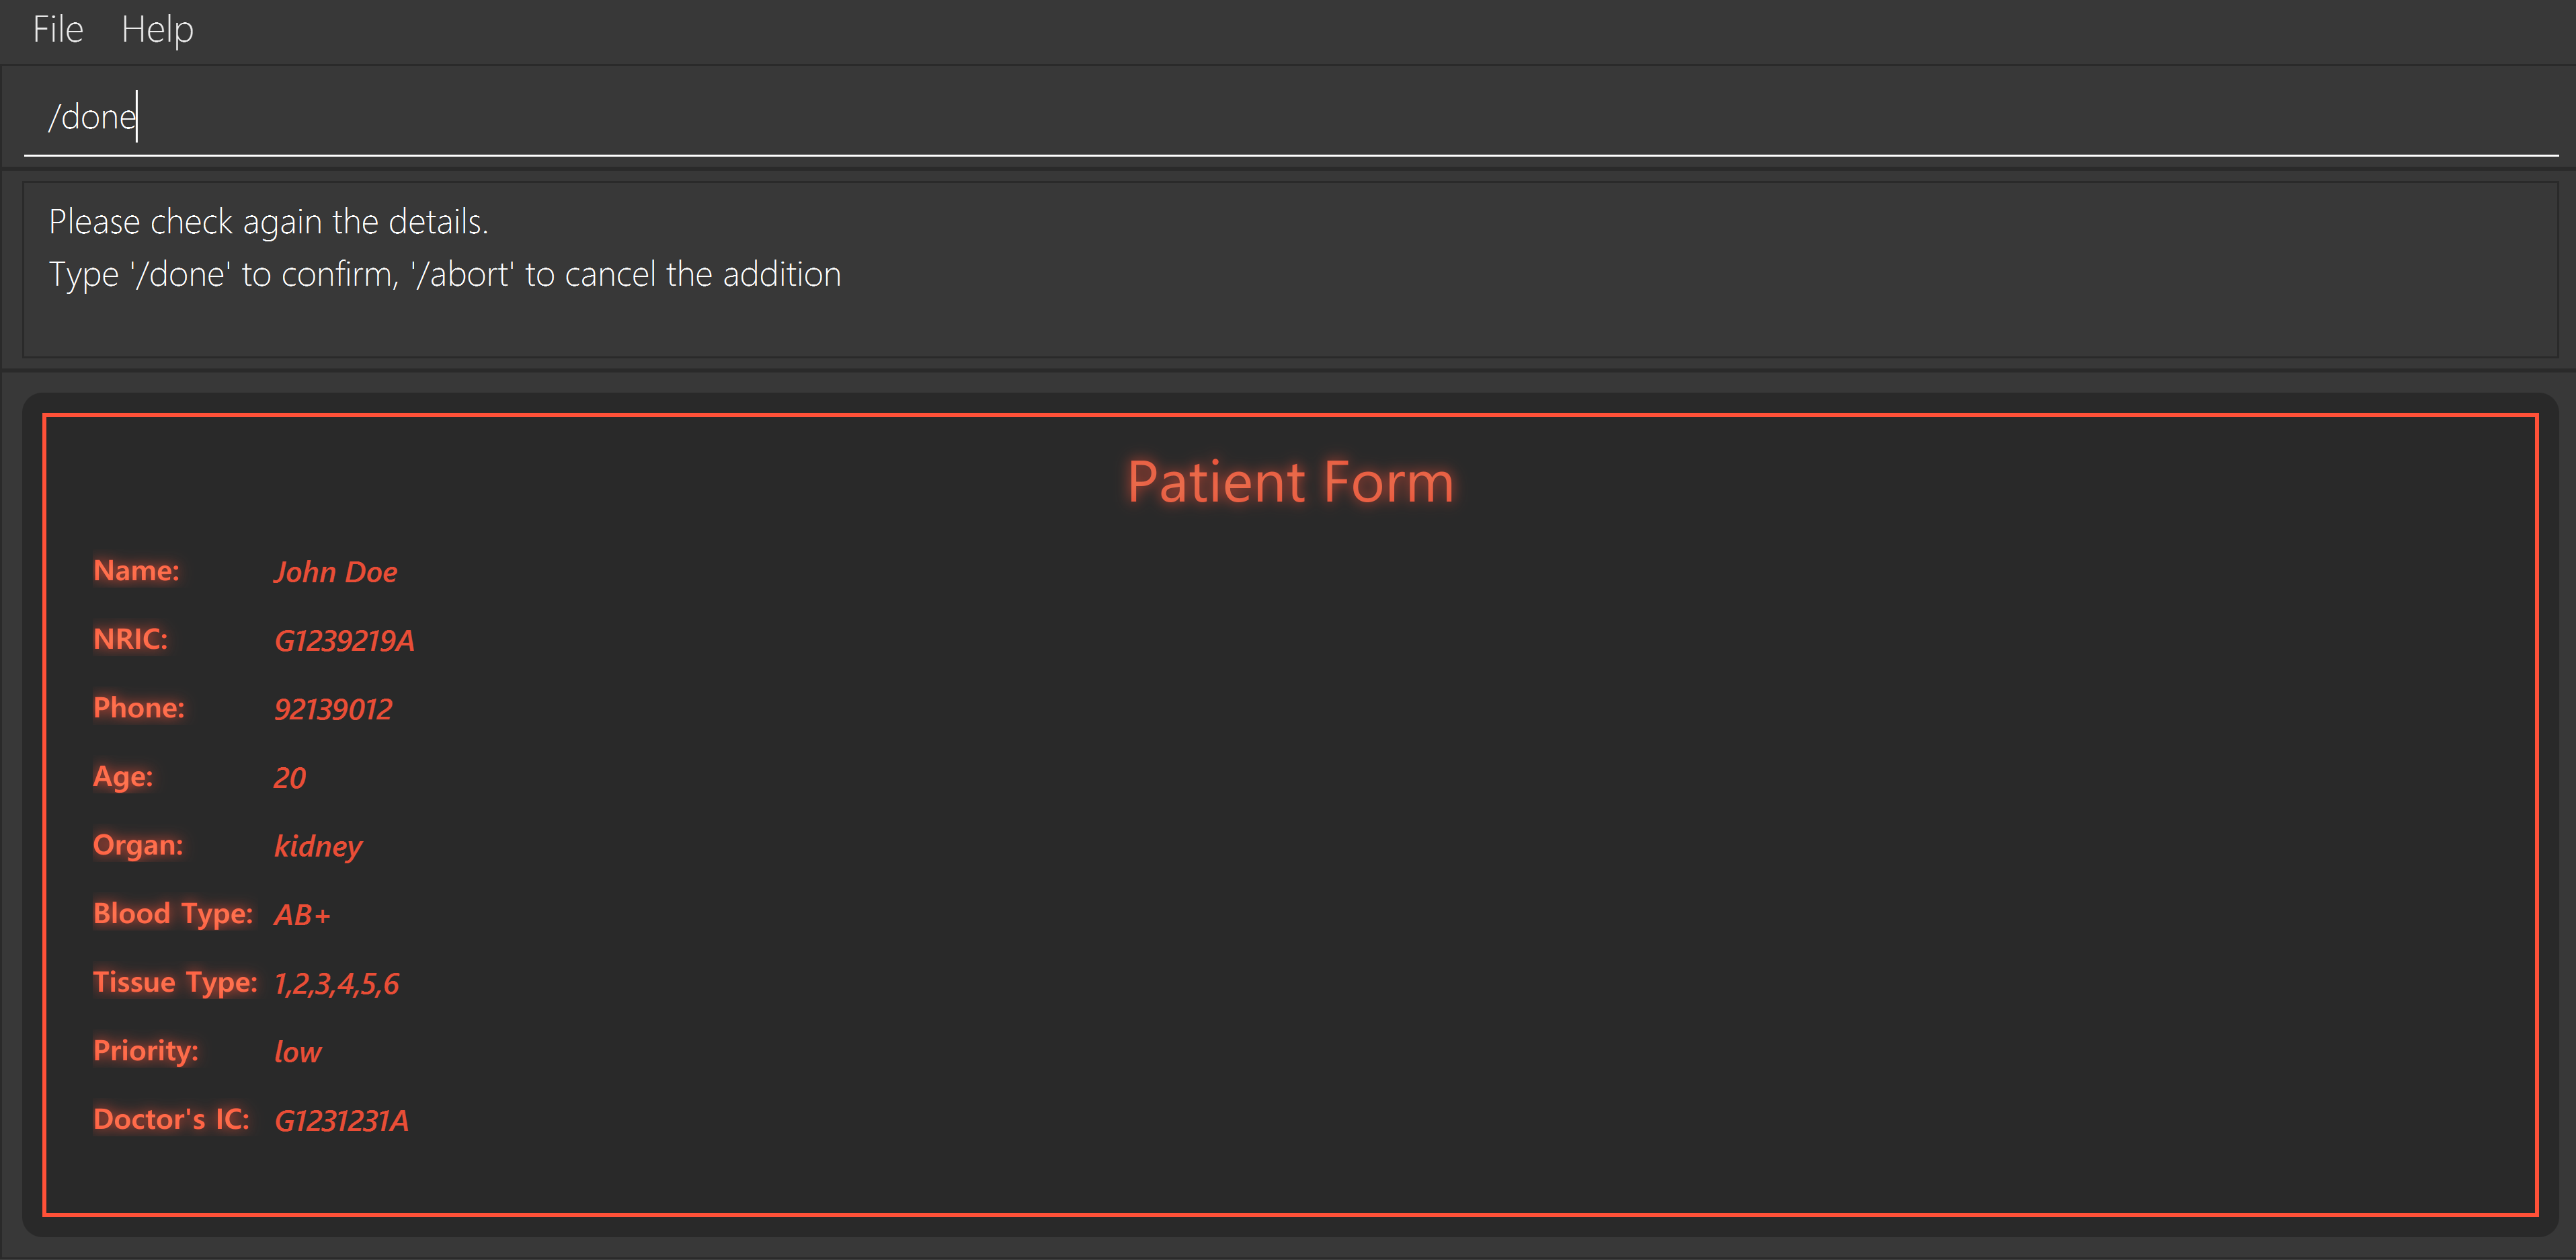 File Help
/done
Please check again the details.
Type '/done' to confirm, '/abort' to cancel the addition
Patient Form
Name: John Doe
NRIC: G1239219A
Phone: 92139012
Age: 20
Organ: kidney
Blood Type: AB+
Tissue Type: 1,2,3,4,5,6
Priority: low
Doctor's IC: G1231231A